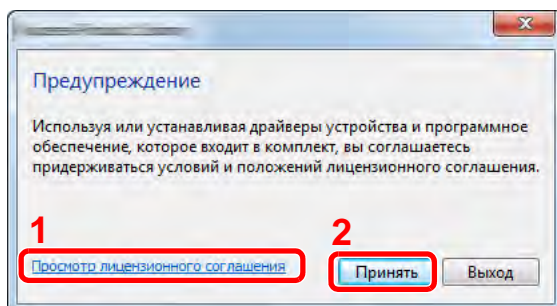 Предупреждение
Используя или устанавливая драйверы устройства и программное
обеспечение, которое входит в комплект, вы соглашаетесь
придерживаться условий и положений лицензионного соглашения.
1
2
Просмотр лицензионного соглашения
Принять
Выход